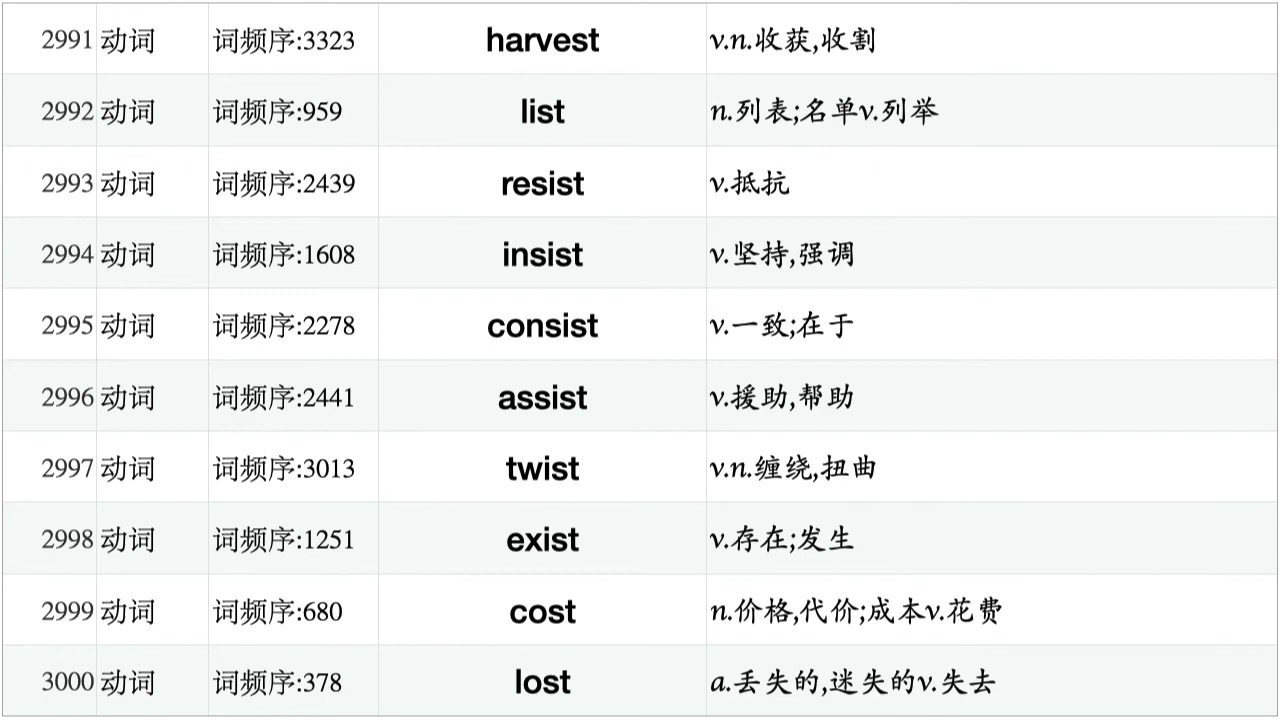 2991 动词 词频序:3323 harvest v.n.收获,收割
2992 动词 词频序:959 list n.列表;名单v.列举
2993 动词 词频序:2439 resist v.抵抗
2994 动词 词频序:1608 insist v.坚持,强调
2995 动词 词频序:2278 consist v.一致;在于
2996 动词 词频序:2441 assist v.援助,帮助
2997 动词 词频序:3013 twist v.n.缠绕,扭曲
2998 动词 词频序:1251 exist v.存在;发生
2999 动词 词频序:680 cost n.价格,代价;成本v.花费
3000 动词 词频序:378 lost a.丢失的,迷失的v.失去